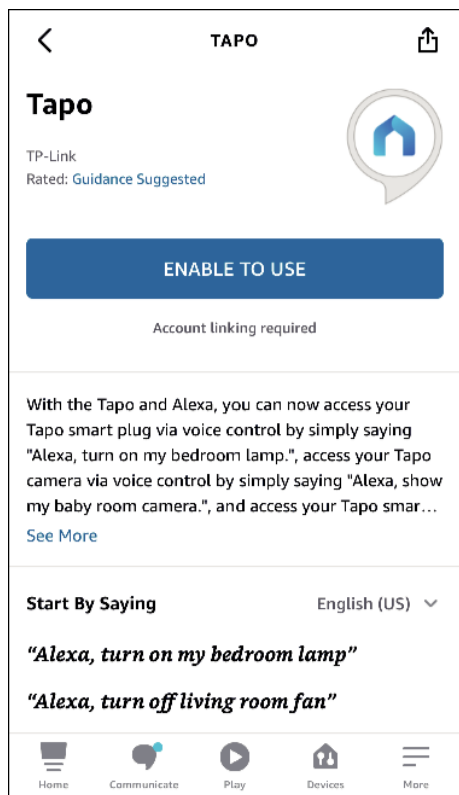 TAPO
Tapo
TP-Link
Rated: Guidance Suggested
ENABLE TO USE
Account linking required
With the Tapo and Alexa, you can now access your
Tapo smart plug via voice control by simply saying
"Alexa, turn on my bedroom lamp.", access your Tapo
camera via voice control by simply saying "Alexa, show
my baby room camera.", and access your Tapo smar...
See More
Start By Saying English (US)
“Alexa, turn on my bedroom lamp”
“Alexa, turn off living room fan”
Home Communicate Play Devices More